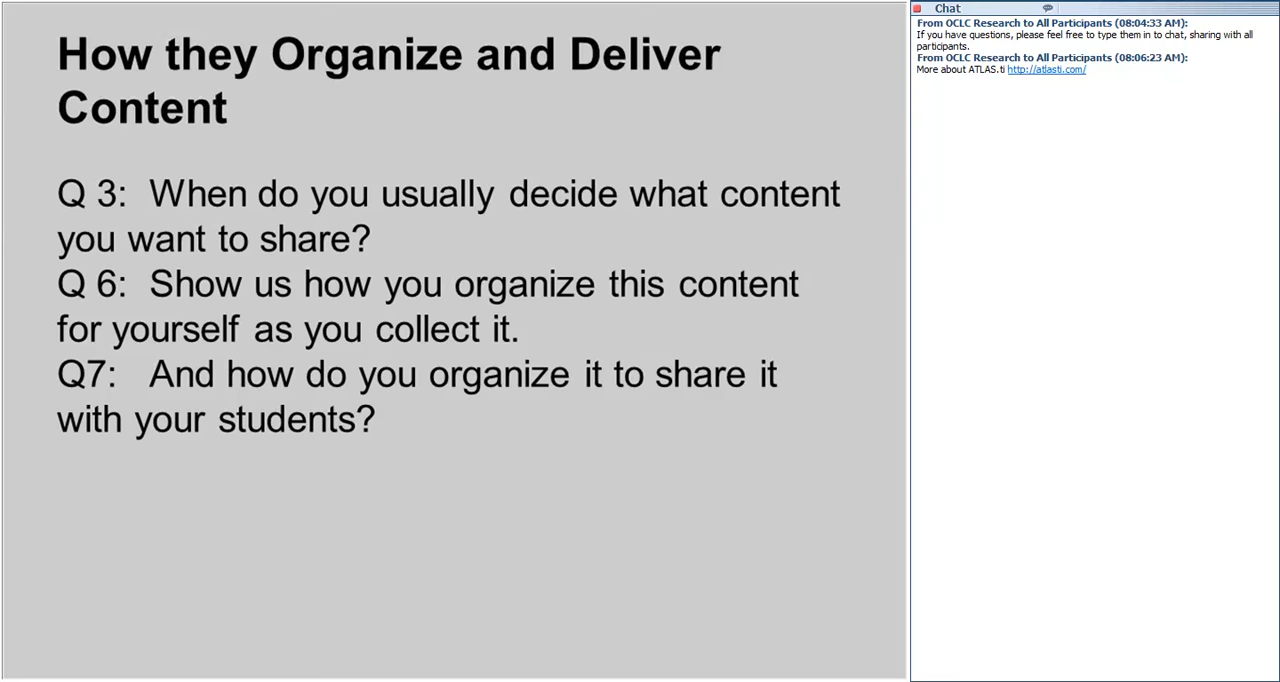 How they Organize and Deliver
Content
Q 3: When do you usually decide what content
you want to share?
Q 6: Show us how you organize this content
for yourself as you collect it.
Q7: And how do you organize it to share it
with your students?
Chat
From OCLC Research to All Participants (08:04:33 AM):
If you have questions, please feel free to type them in to chat, sharing with all
participants.
From OCLC Research to All Participants (08:06:23 AM):
More about ATLAS.ti http://atlasti.com/